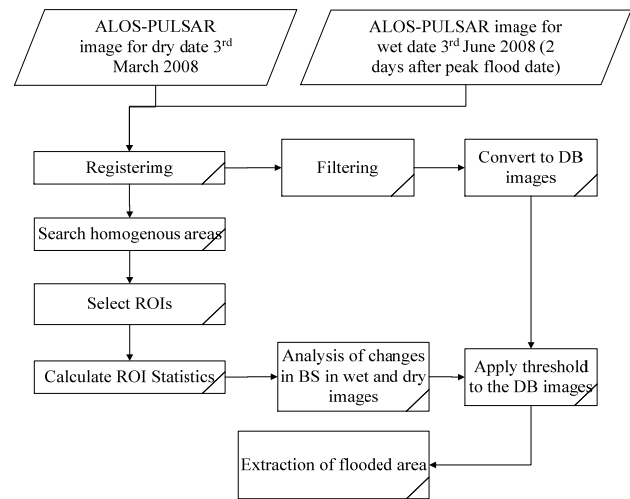 ALOS-PULSAR
image for dry date 3rd
March 2008
ALOS-PULSAR image for
wet date 3rd June 2008 (2
days after peak flood date)
Registerimg
Filtering
Convert to DB
images
Search homogenous areas
Select ROIs
Calculate ROI Statistics
Analysis of changes
in BS in wet and dry
images
Apply threshold
to the DB images
Extraction of flooded area